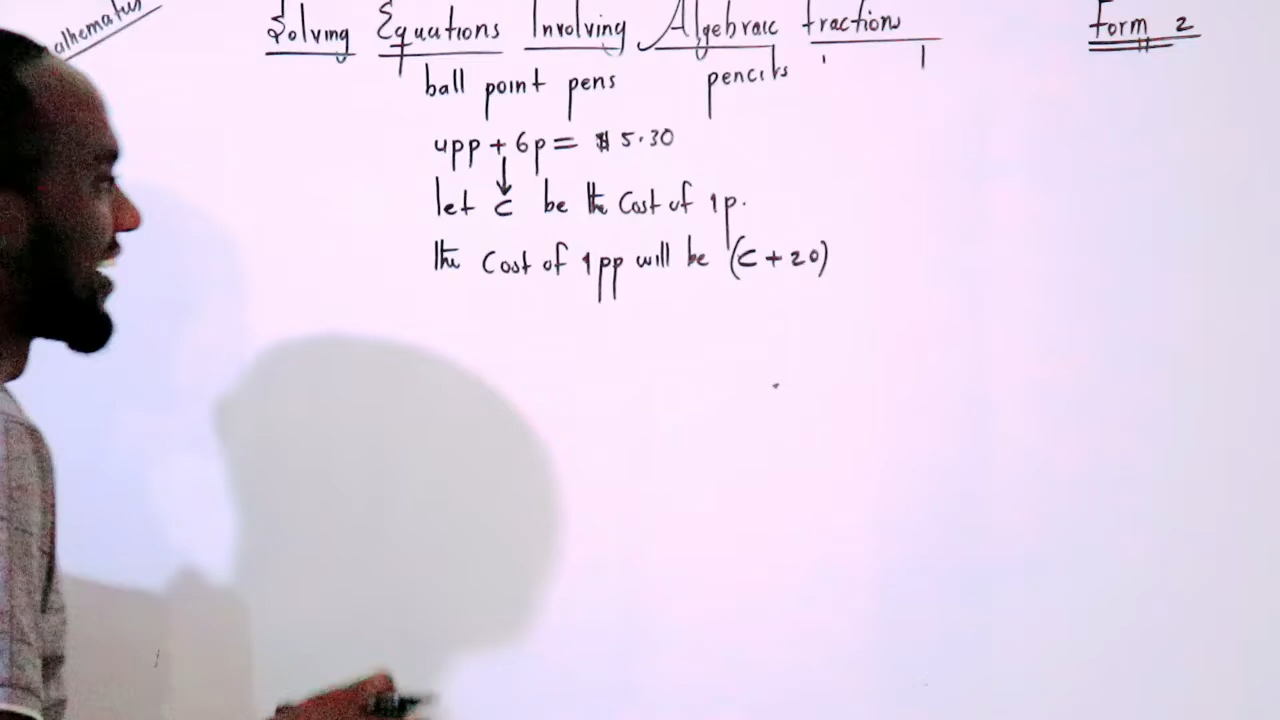 athematus
Solving Equations Involving Algebraic fractions
Form 2
ball point pens pencils
4pp + 6p = $ 5.30
let c be the Cost of 1p.
the Cost of 1pp will be (c + 20)